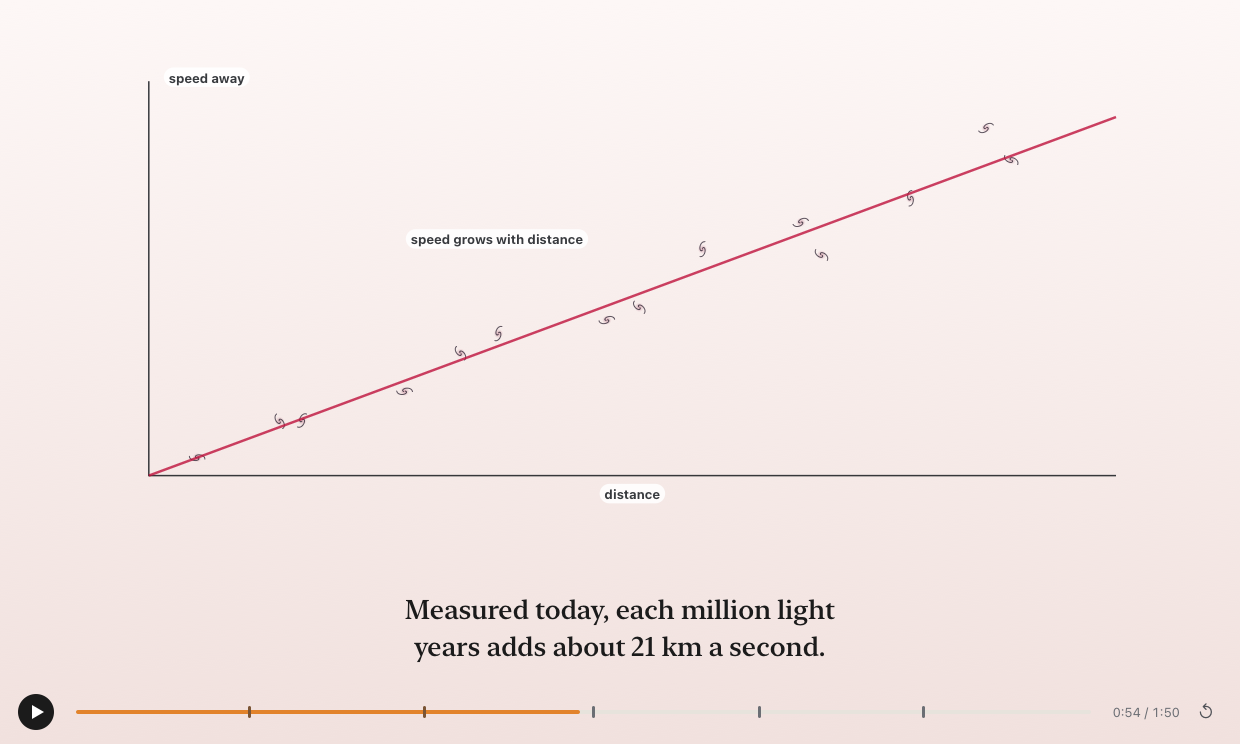 speed away
speed grows with distance
distance
Measured today, each million light
years adds about 21 km a second.
0:54 / 1:50